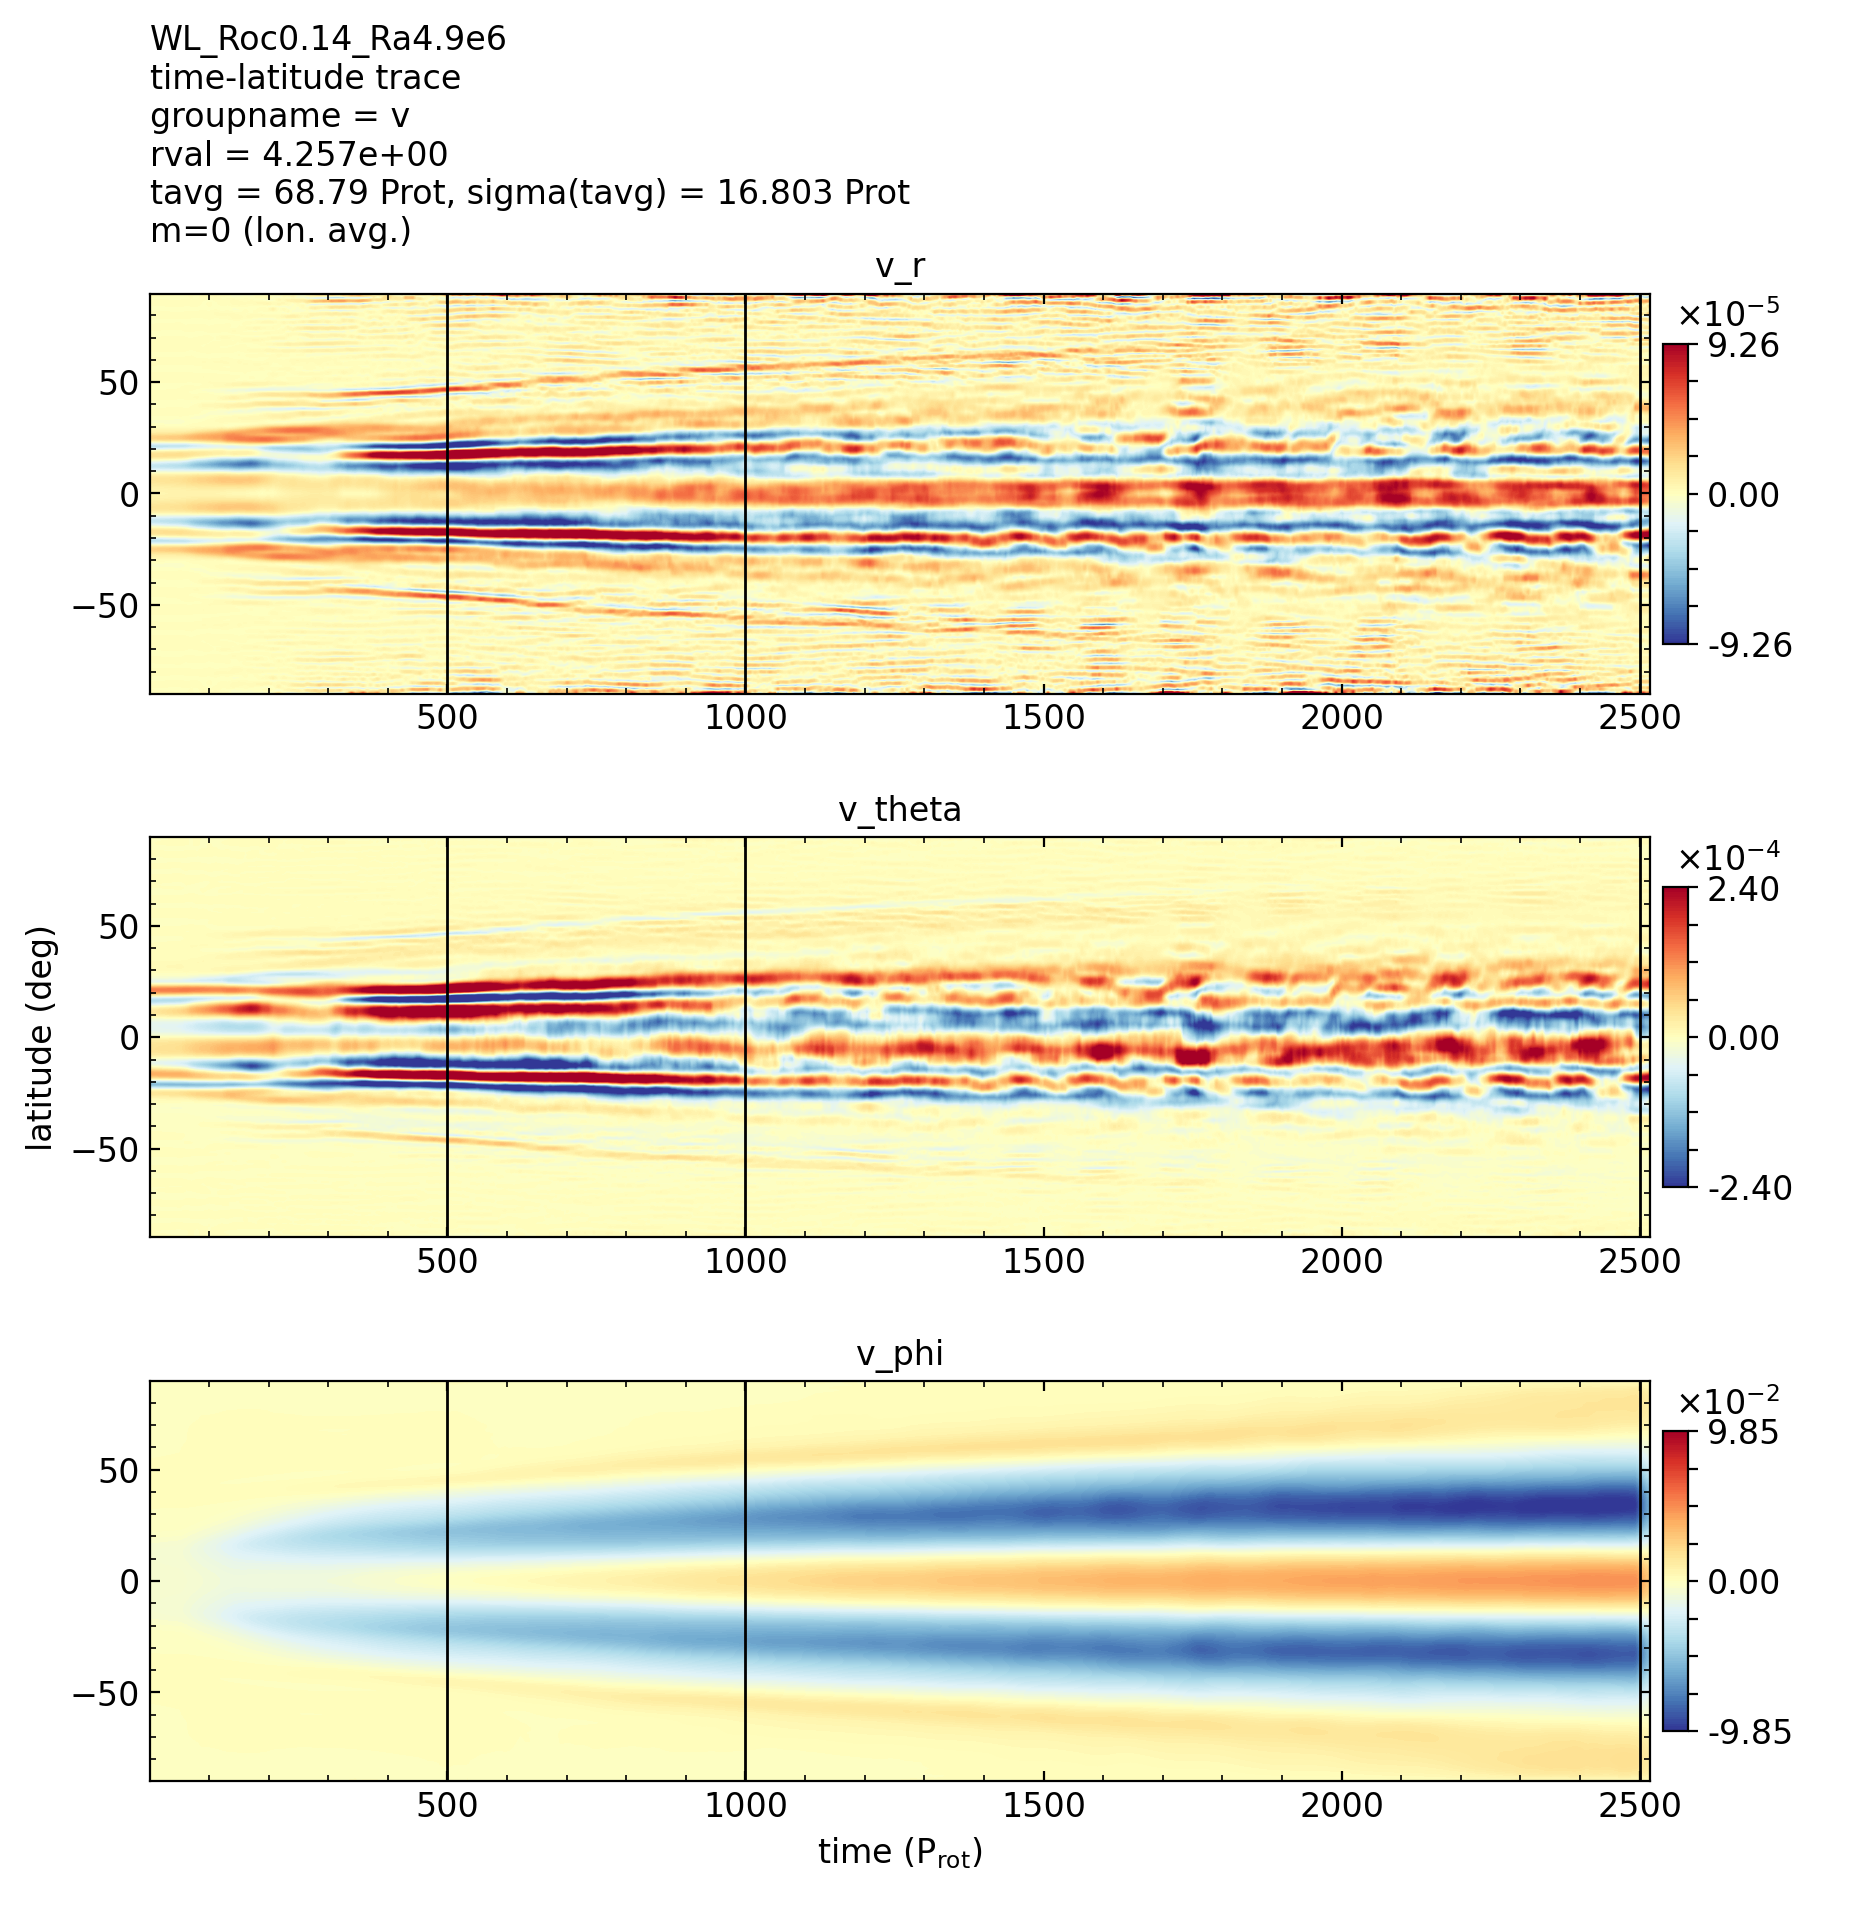 WL_Roc0.14_Ra4.9e6
time-latitude trace
groupname = v
rval = 4.257e+00
tavg = 68.79 Prot, sigma(tavg) = 16.803 Prot
m=0 (lon. avg.)
v_r
×10⁻⁵
9.26
0.00
-9.26
50
0
−50
500 1000 1500 2000 2500
v_theta
×10⁻⁴
2.40
0.00
-2.40
latitude (deg)
50
0
−50
500 1000 1500 2000 2500
v_phi
×10⁻²
9.85
0.00
-9.85
50
0
−50
500 1000 1500 2000 2500
time (P_rot)